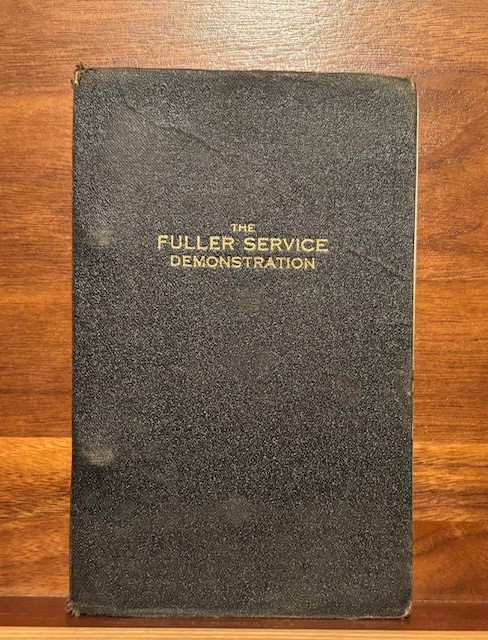 THE
FULLER SERVICE
DEMONSTRATION